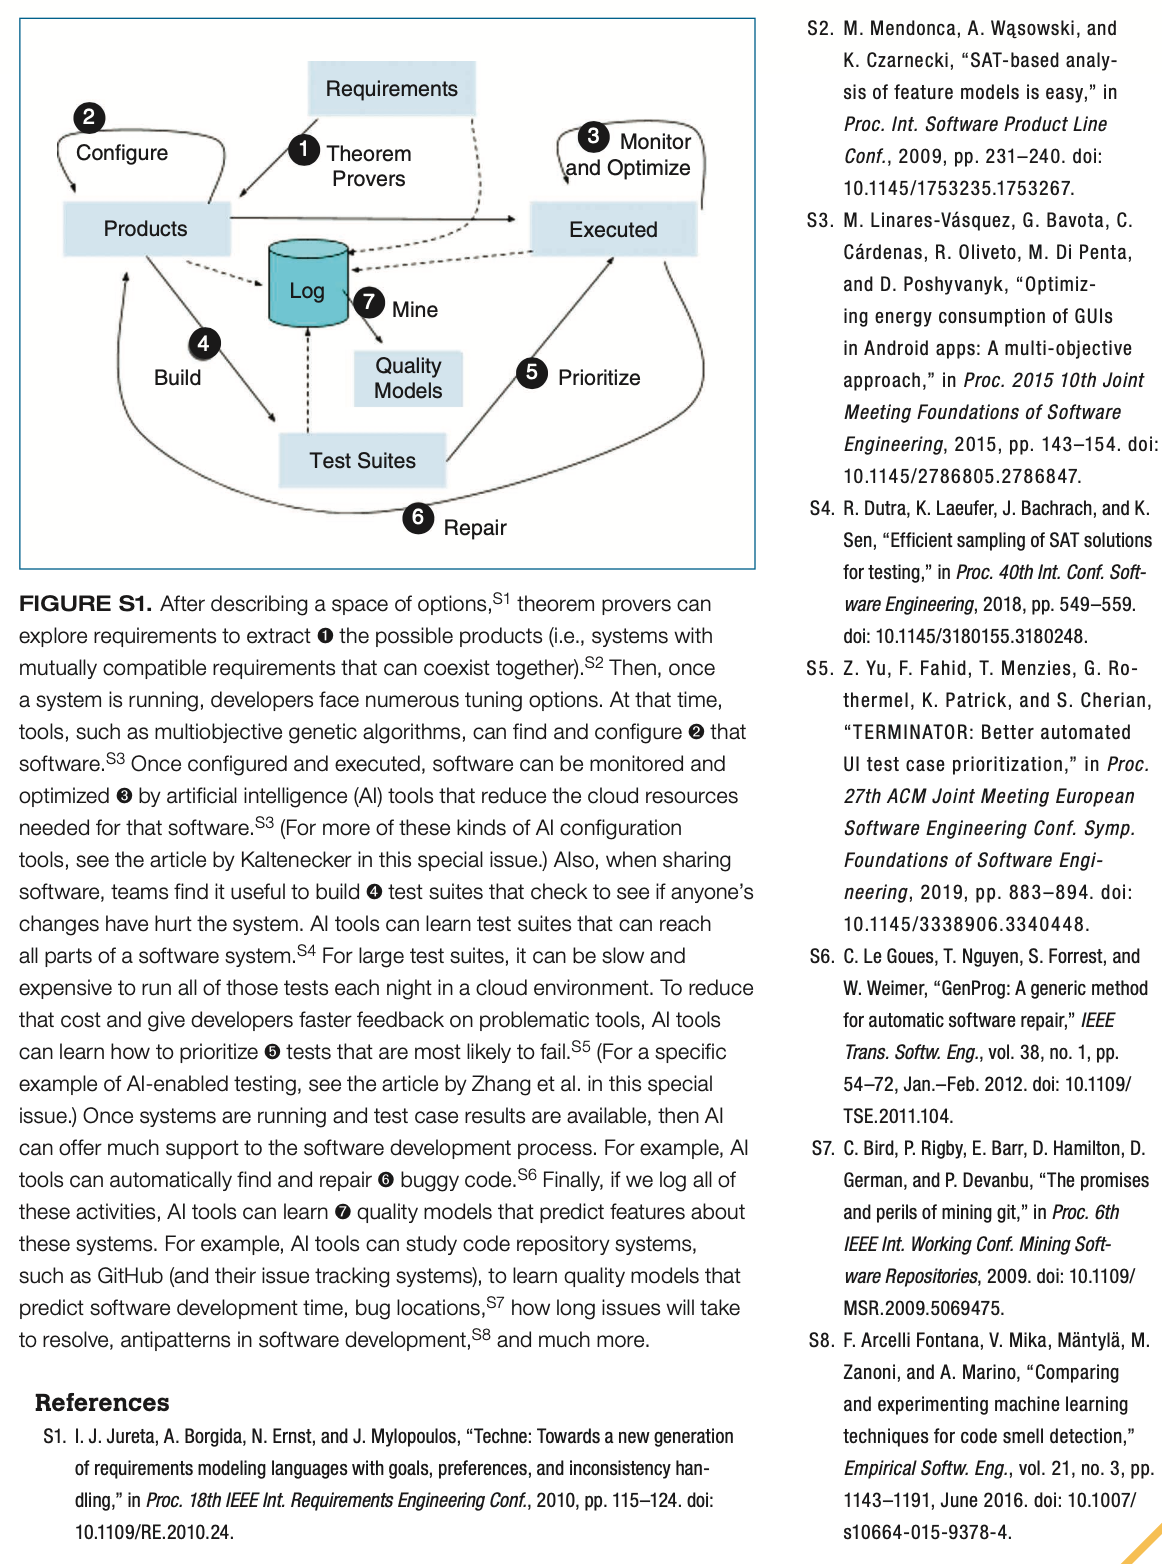 Requirements
❷
Configure
❶ Theorem
Provers
❸ Monitor
and Optimize
Products
Executed
Log
❼ Mine
❹
Build
Quality
Models
❺ Prioritize
Test Suites
❻ Repair
FIGURE S1. After describing a space of options,S1 theorem provers can
explore requirements to extract ❶ the possible products (i.e., systems with
mutually compatible requirements that can coexist together).S2 Then, once
a system is running, developers face numerous tuning options. At that time,
tools, such as multiobjective genetic algorithms, can find and configure ❷ that
software.S3 Once configured and executed, software can be monitored and
optimized ❸ by artificial intelligence (AI) tools that reduce the cloud resources
needed for that software.S3 (For more of these kinds of AI configuration
tools, see the article by Kaltenecker in this special issue.) Also, when sharing
software, teams find it useful to build ❹ test suites that check to see if anyone’s
changes have hurt the system. AI tools can learn test suites that can reach
all parts of a software system.S4 For large test suites, it can be slow and
expensive to run all of those tests each night in a cloud environment. To reduce
that cost and give developers faster feedback on problematic tools, AI tools
can learn how to prioritize ❺ tests that are most likely to fail.S5 (For a specific
example of AI-enabled testing, see the article by Zhang et al. in this special
issue.) Once systems are running and test case results are available, then AI
can offer much support to the software development process. For example, AI
tools can automatically find and repair ❻ buggy code.S6 Finally, if we log all of
these activities, AI tools can learn ❼ quality models that predict features about
these systems. For example, AI tools can study code repository systems,
such as GitHub (and their issue tracking systems), to learn quality models that
predict software development time, bug locations,S7 how long issues will take
to resolve, antipatterns in software development,S8 and much more.
References
S1. I. J. Jureta, A. Borgida, N. Ernst, and J. Mylopoulos, “Techne: Towards a new generation
of requirements modeling languages with goals, preferences, and inconsistency han-
dling,” in Proc. 18th IEEE Int. Requirements Engineering Conf., 2010, pp. 115–124. doi:
10.1109/RE.2010.24.
S2. M. Mendonca, A. Wąsowski, and
K. Czarnecki, “SAT-based analy-
sis of feature models is easy,” in
Proc. Int. Software Product Line
Conf., 2009, pp. 231–240. doi:
10.1145/1753235.1753267.
S3. M. Linares-Vásquez, G. Bavota, C.
Cárdenas, R. Oliveto, M. Di Penta,
and D. Poshyvanyk, “Optimiz-
ing energy consumption of GUIs
in Android apps: A multi-objective
approach,” in Proc. 2015 10th Joint
Meeting Foundations of Software
Engineering, 2015, pp. 143–154. doi:
10.1145/2786805.2786847.
S4. R. Dutra, K. Laeufer, J. Bachrach, and K.
Sen, “Efficient sampling of SAT solutions
for testing,” in Proc. 40th Int. Conf. Soft-
ware Engineering, 2018, pp. 549–559.
doi: 10.1145/3180155.3180248.
S5. Z. Yu, F. Fahid, T. Menzies, G. Ro-
thermel, K. Patrick, and S. Cherian,
“TERMINATOR: Better automated
UI test case prioritization,” in Proc.
27th ACM Joint Meeting European
Software Engineering Conf. Symp.
Foundations of Software Engi-
neering, 2019, pp. 883–894. doi:
10.1145/3338906.3340448.
S6. C. Le Goues, T. Nguyen, S. Forrest, and
W. Weimer, “GenProg: A generic method
for automatic software repair,” IEEE
Trans. Softw. Eng., vol. 38, no. 1, pp.
54–72, Jan.–Feb. 2012. doi: 10.1109/
TSE.2011.104.
S7. C. Bird, P. Rigby, E. Barr, D. Hamilton, D.
German, and P. Devanbu, “The promises
and perils of mining git,” in Proc. 6th
IEEE Int. Working Conf. Mining Soft-
ware Repositories, 2009. doi: 10.1109/
MSR.2009.5069475.
S8. F. Arcelli Fontana, V. Mika, Mäntylä, M.
Zanoni, and A. Marino, “Comparing
and experimenting machine learning
techniques for code smell detection,”
Empirical Softw. Eng., vol. 21, no. 3, pp.
1143–1191, June 2016. doi: 10.1007/
s10664-015-9378-4.